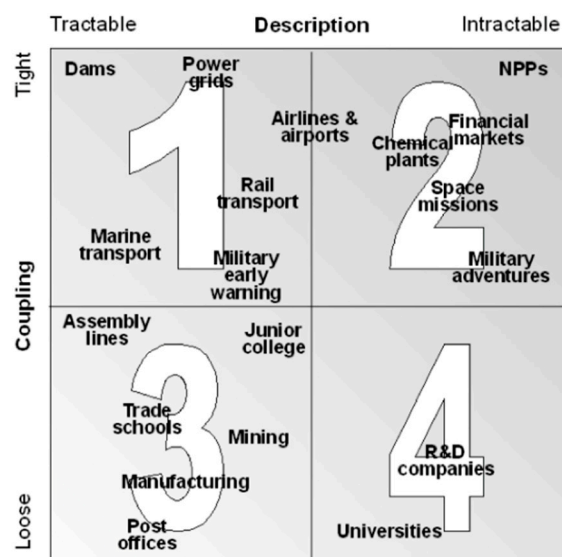 Tractable Description Intractable
Tight
Coupling
Loose
1
Dams
Power
grids
Rail
transport
Marine
transport
Military
early
warning
Airlines &
airports
2
NPPs
Financial
markets
Chemical
plants
Space
missions
Military
adventures
3
Assembly
lines
Junior
college
Trade
schools
Mining
Manufacturing
Post
offices
4
R&D
companies
Universities